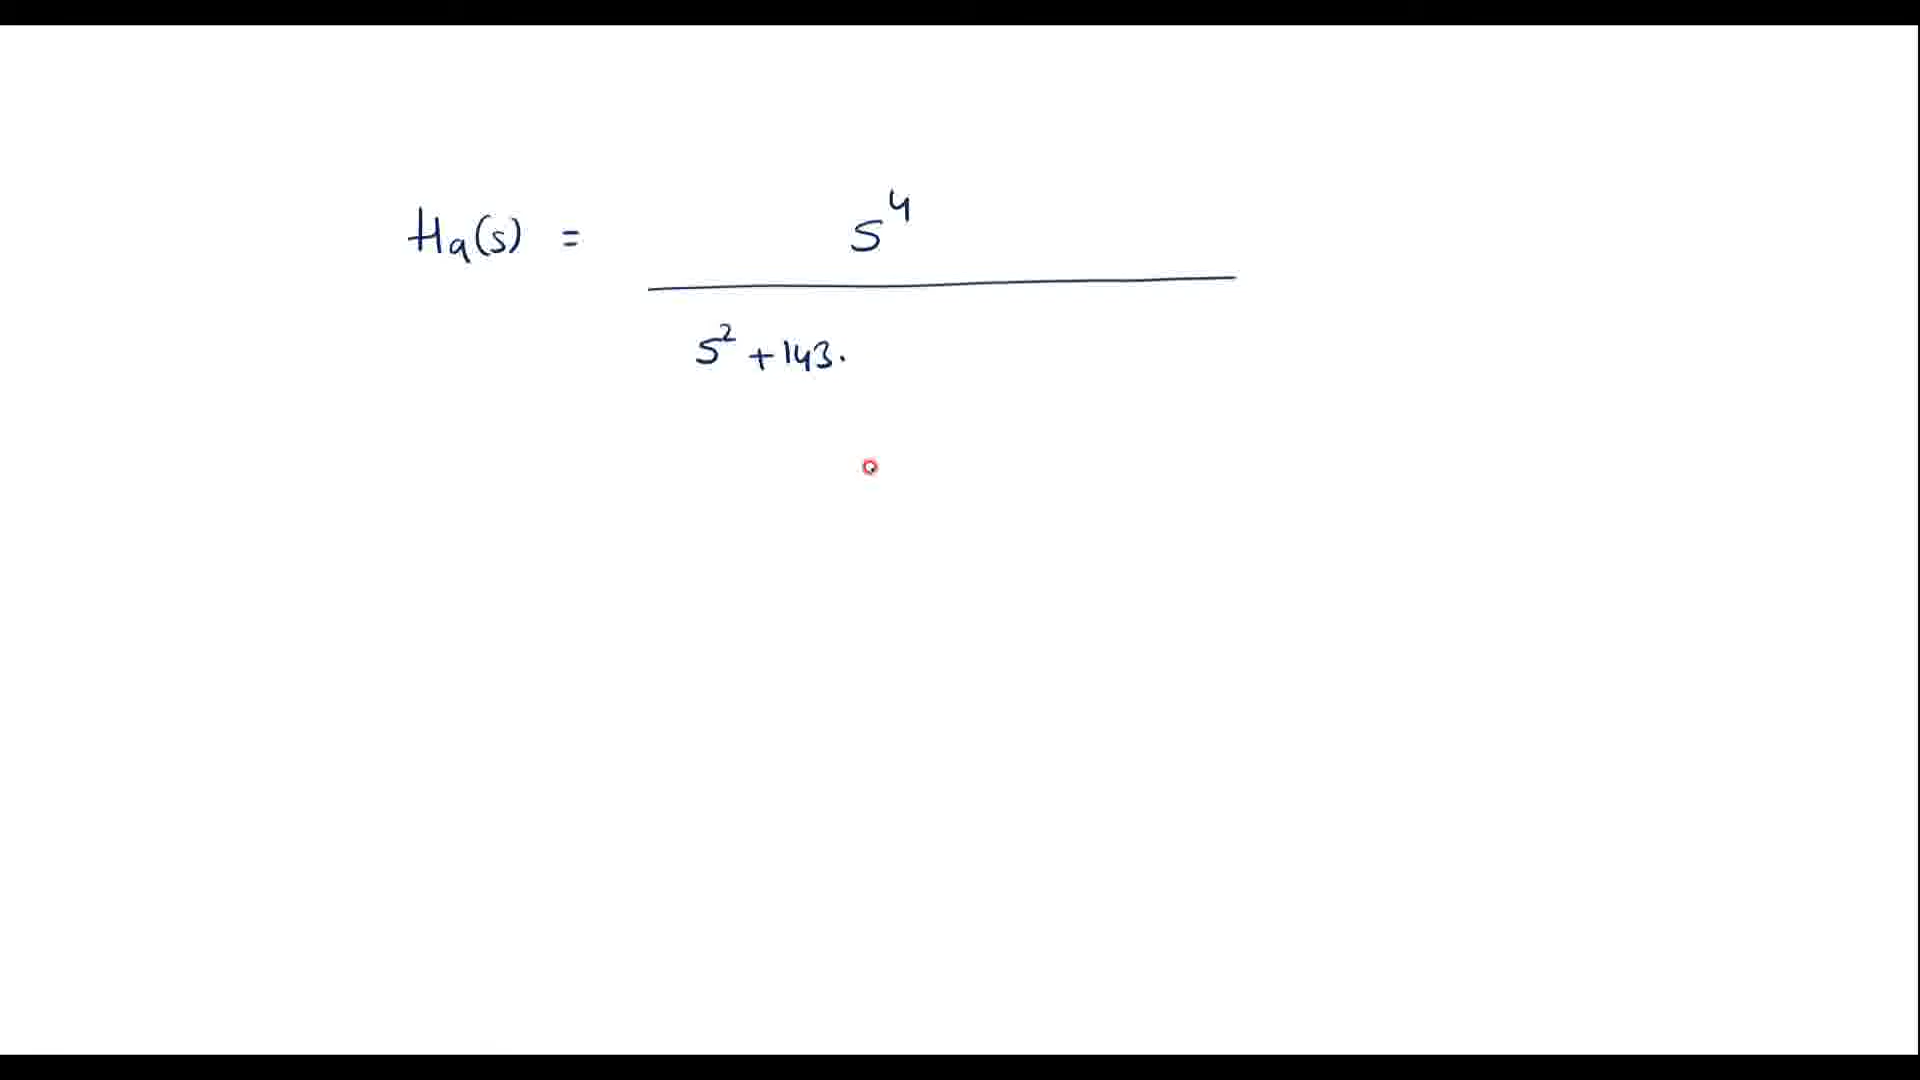 Ha(s) = s^4
s^2 + 143.